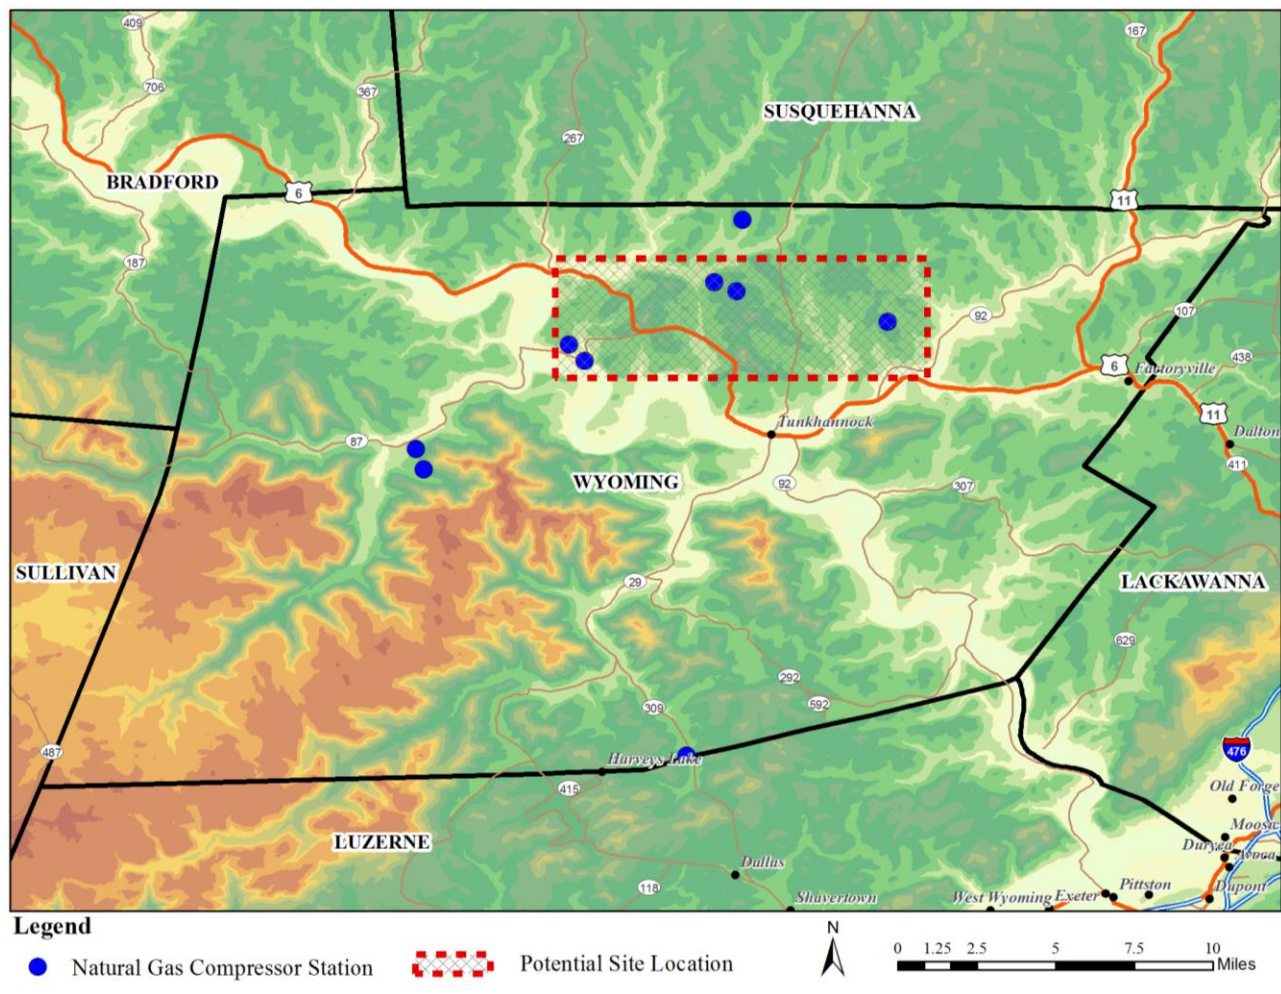 409
167
706
367
SUSQUEHANNA
267
BRADFORD
6
11
187
92
107
438
6
Factoryville
11
Tunkhannock
Dalton
87
411
WYOMING
92
307
SULLIVAN
29
LACKAWANNA
629
292
309
592
487
476
Harveys Lake
415
Old Forge
Moosic
LUZERNE
Duryea
Avoca
Dallas
118
Pittston
Dupont
Shavertown
West Wyoming
Exeter
Legend
N
0 1.25 2.5 5 7.5 10
Miles
Natural Gas Compressor Station
Potential Site Location